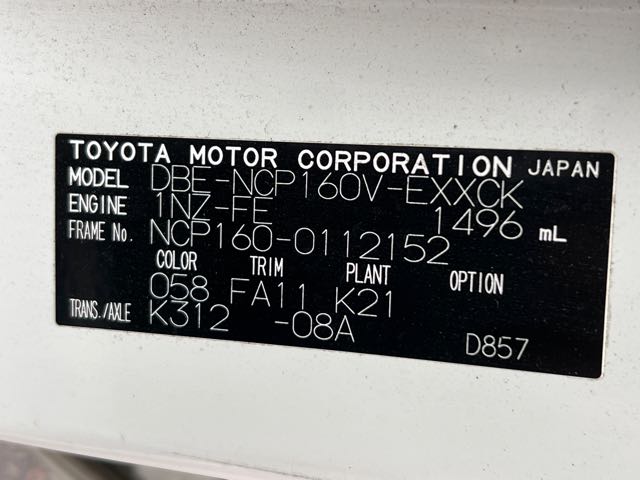 TOYOTA MOTOR CORPORATION JAPAN
MODEL DBE-NCP160V-EXXCK
ENGINE 1NZ-FE 1496 mL
FRAME No. NCP160-0112152
COLOR TRIM PLANT OPTION
058 FA11 K21
TRANS./AXLE K312 -08A
D857